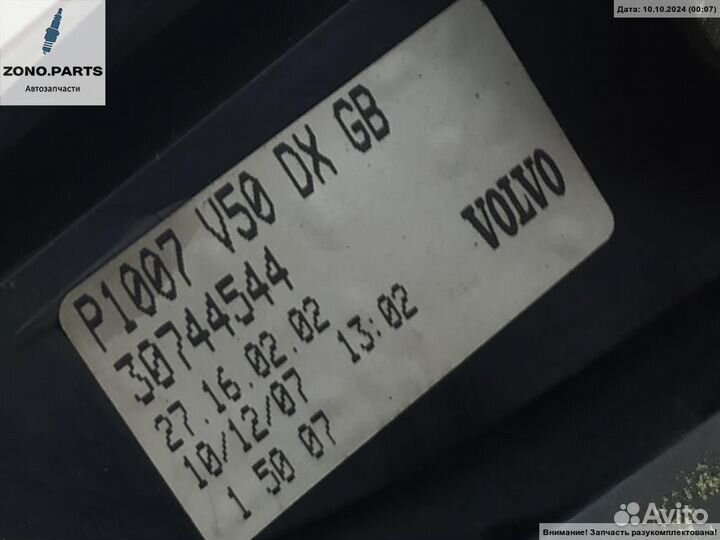 ZONO.PARTS
Автозапчасти
Дата: 10.10.2024 (00:07)
P1007 V50 DX GB
30744544
VOLVO
27.16.02.02
10/12/07 13:02
1 50 07
Avito
Внимание! Запчасть разукомплектована!